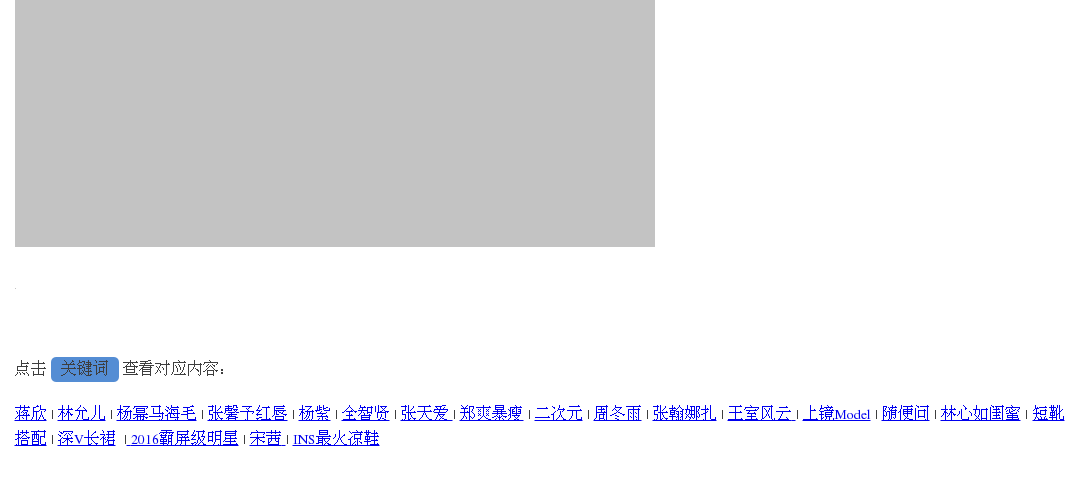 点击 关键词 查看对应内容：
蒋欣 | 林允儿 | 杨幂马海毛 | 张馨予红唇 | 杨紫 | 全智贤 | 张天爱 | 郑爽暴瘦 | 二次元 | 周冬雨 | 张翰娜扎 | 王室风云 | 上镜Model | 随便问 | 林心如闺蜜 | 短靴
搭配 | 深V长裙 | 2016霸屏级明星 | 宋茜 | INS最火凉鞋